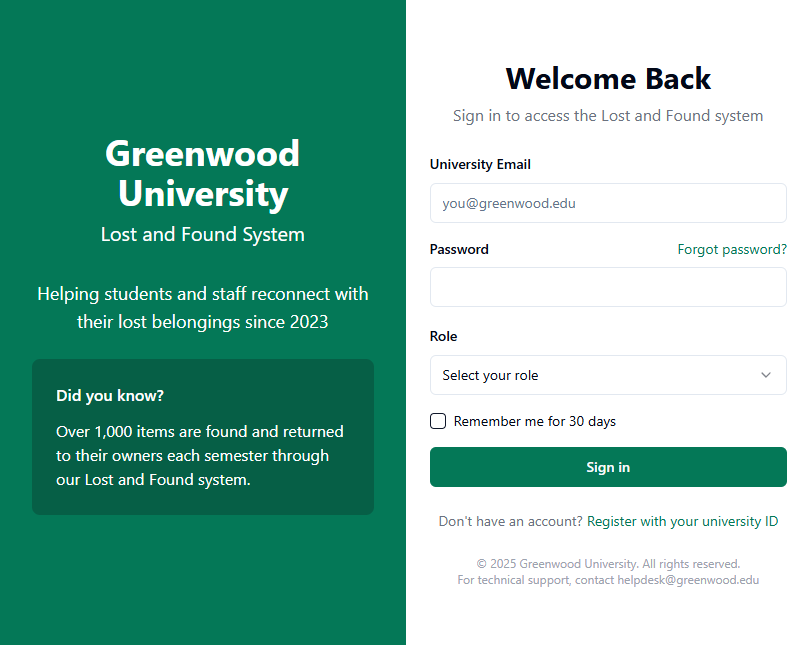 Greenwood
University
Lost and Found System
Helping students and staff reconnect with
their lost belongings since 2023
Did you know?
Over 1,000 items are found and returned
to their owners each semester through
our Lost and Found system.
Welcome Back
Sign in to access the Lost and Found system
University Email
you@greenwood.edu
Password
Forgot password?
Role
Select your role
Remember me for 30 days
Sign in
Don't have an account? Register with your university ID
© 2025 Greenwood University. All rights reserved.
For technical support, contact helpdesk@greenwood.edu